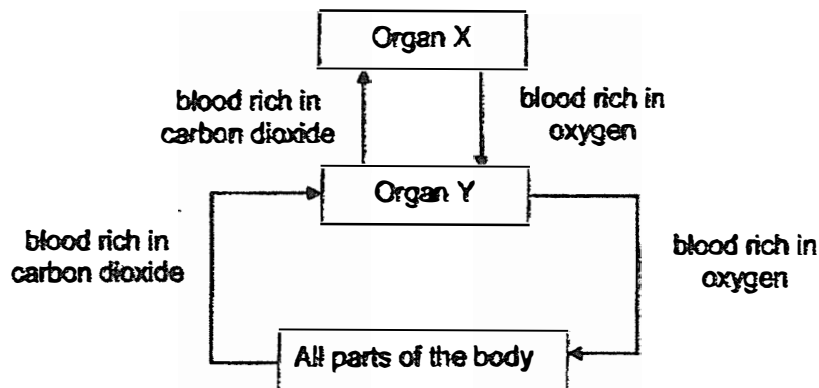 Organ X
blood rich in
carbon dioxide
blood rich in
oxygen
Organ Y
blood rich in
carbon dioxide
blood rich in
oxygen
All parts of the body